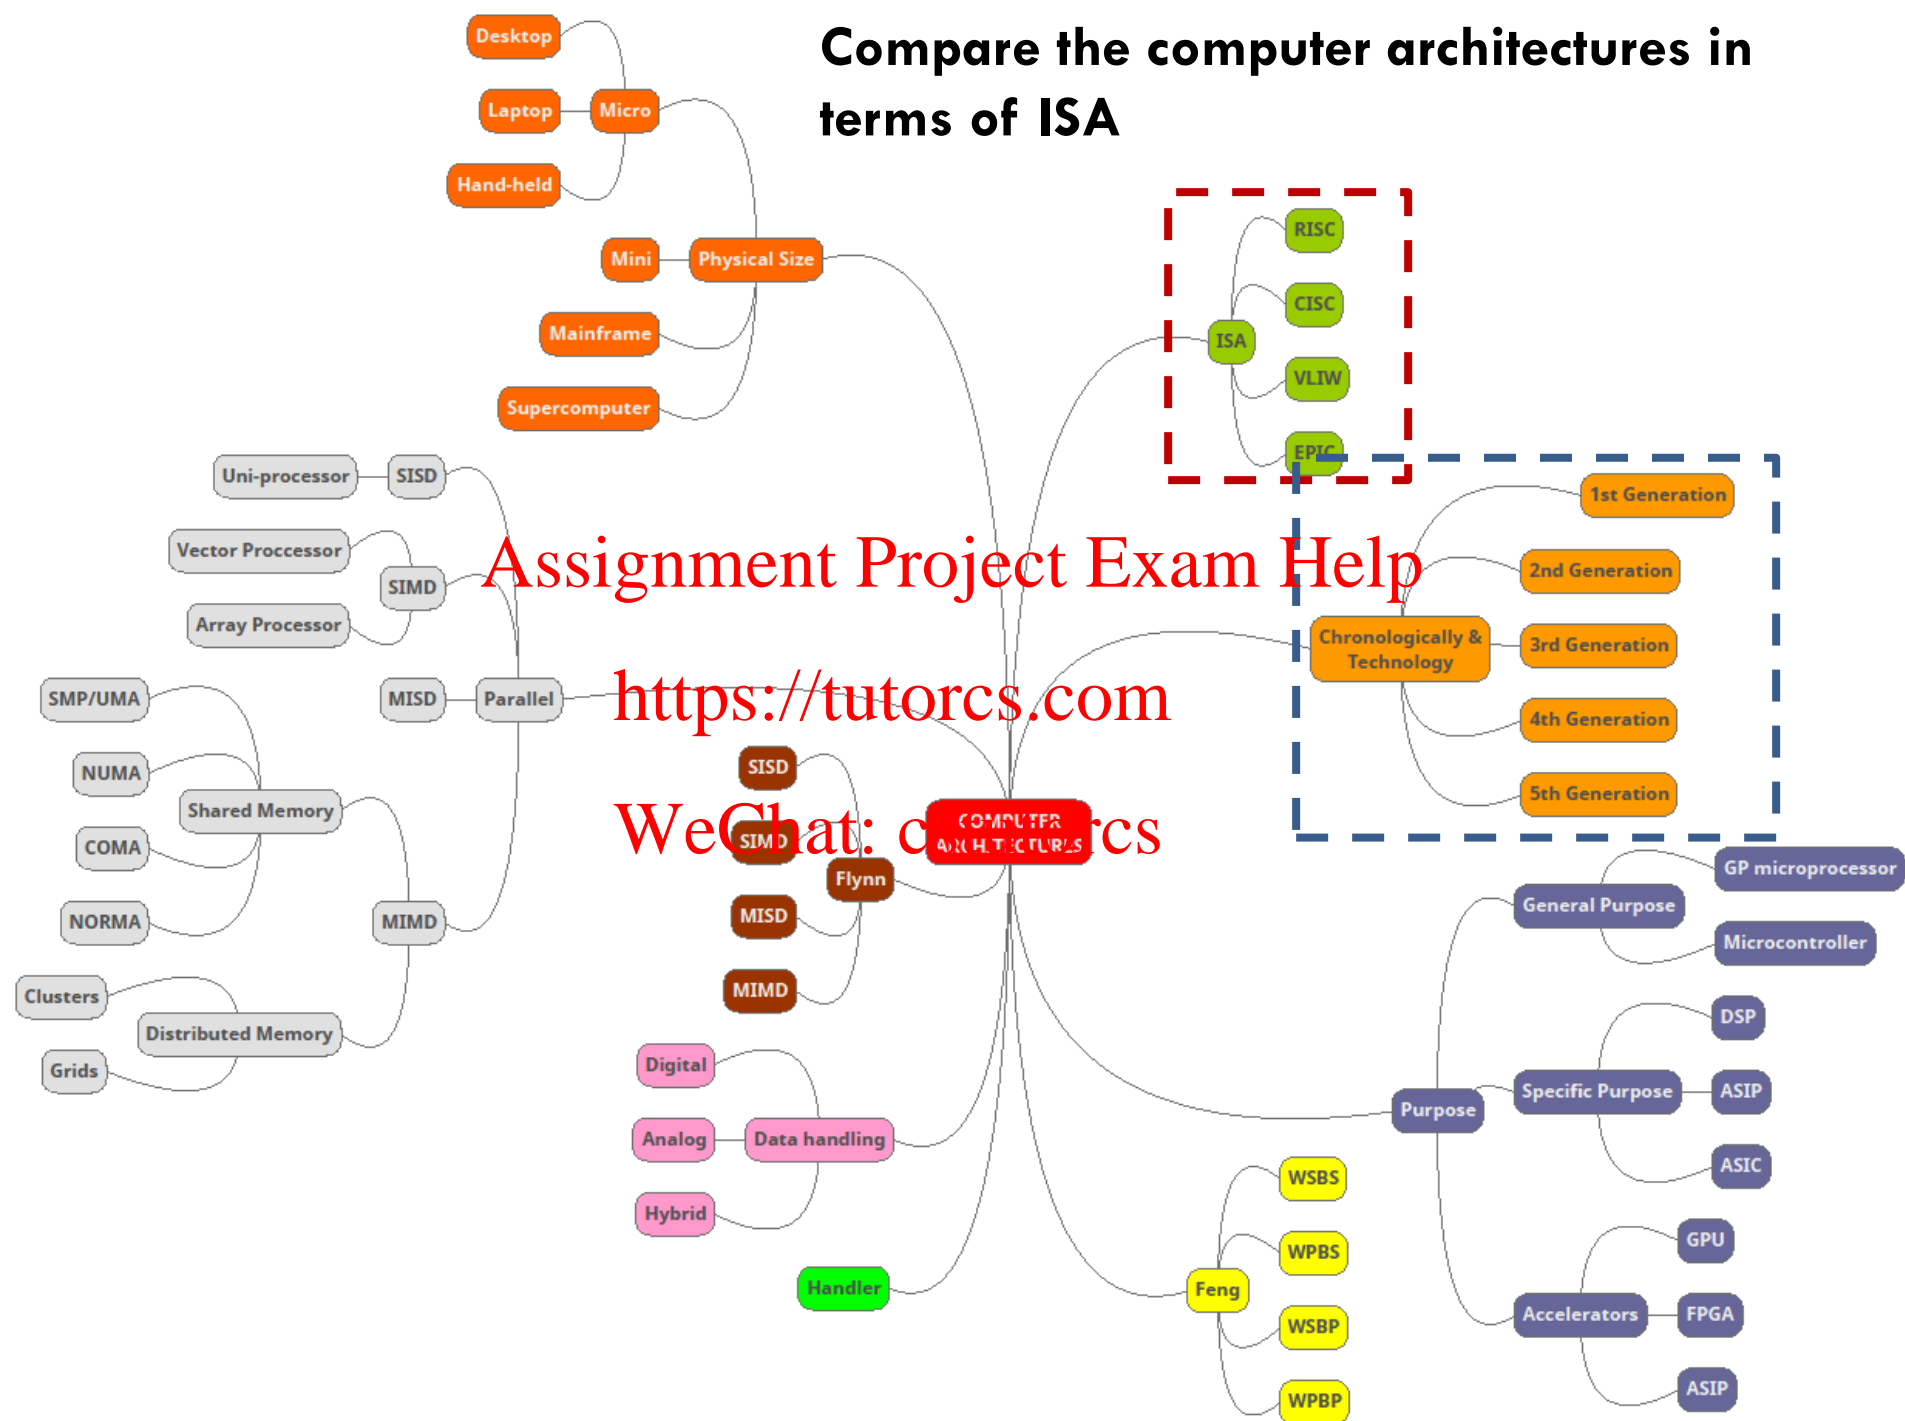 Compare the computer architectures in
terms of ISA
Desktop
Laptop
Micro
Hand-held
Mini
Physical Size
Mainframe
Supercomputer
RISC
CISC
ISA
VLIW
EPIC
Uni-processor
SISD
Vector Proccessor
SIMD
Array Processor
MISD
Parallel
SMP/UMA
NUMA
Shared Memory
COMA
NORMA
MIMD
Clusters
Distributed Memory
Grids
1st Generation
2nd Generation
Chronologically &
Technology
3rd Generation
4th Generation
5th Generation
Assignment Project Exam Help
https://tutorcs.com
WeChat: cstutorcs
SISD
SIMD
Flynn
MISD
MIMD
COMPUTER
ARCHITECTURES
GP microprocessor
General Purpose
Microcontroller
DSP
Purpose
Specific Purpose
ASIP
ASIC
GPU
Accelerators
FPGA
ASIP
Digital
Analog
Data handling
Hybrid
Handler
WSBS
WPBS
Feng
WSBP
WPBP